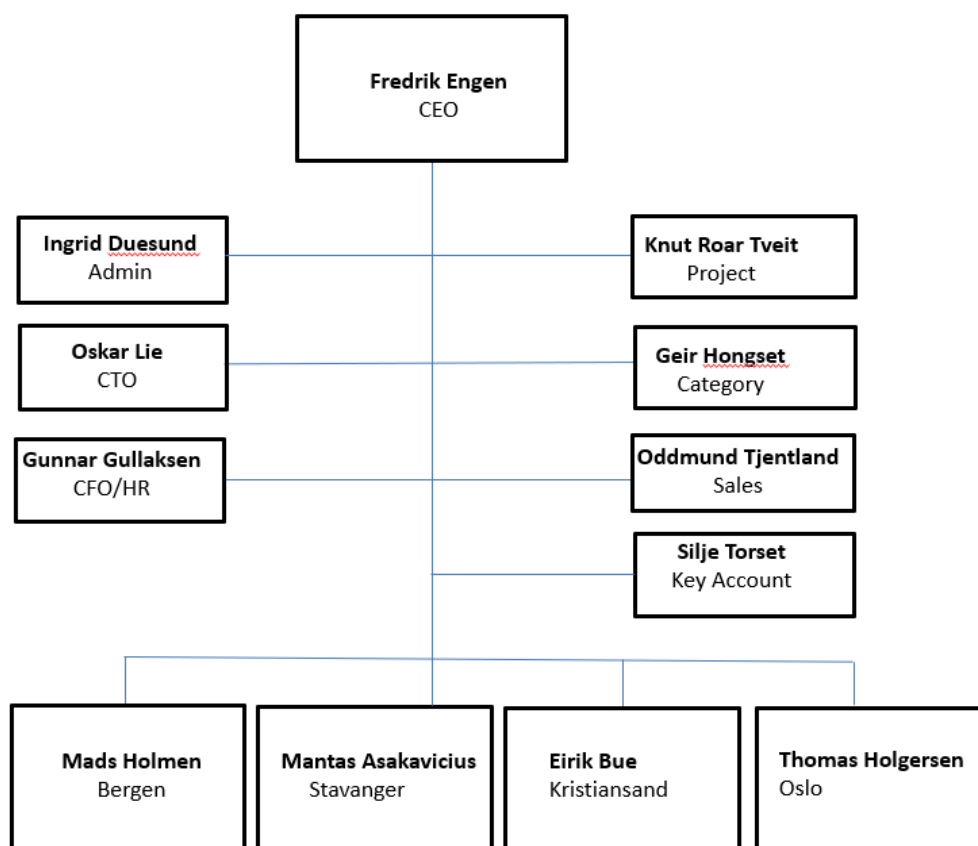 Fredrik Engen
CEO
Ingrid Duesund
Admin
Knut Roar Tveit
Project
Oskar Lie
CTO
Geir Hongset
Category
Gunnar Gullaksen
CFO/HR
Oddmund Tjentland
Sales
Silje Torset
Key Account
Mads Holmen
Bergen
Mantas Asakavicius
Stavanger
Eirik Bue
Kristiansand
Thomas Holgersen
Oslo